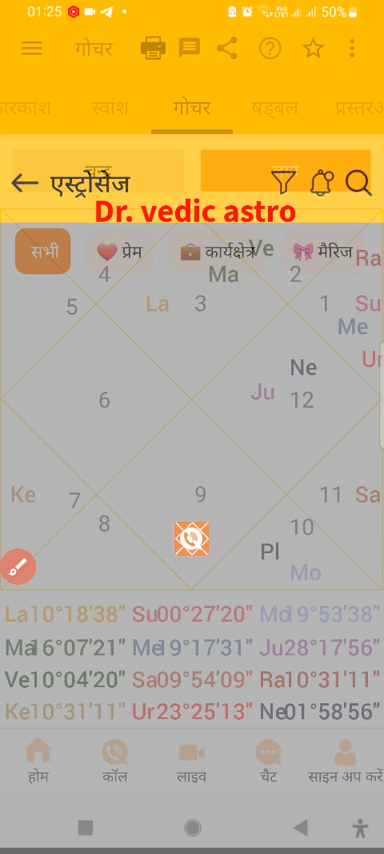 01:25 50%
गोचर
स्वांश गोचर षड्बल
एस्ट्रोसेज
Dr. vedic astro
सभी प्रेम कार्यक्षेत्र मैरिज
Ve Ra
4 Ma 2
5 La 3 1 Su
Me
Ur
Ne
Ju
6 12
Ke 7 9 11 Sa
8 10
Pl
Mo
La10°18'38" Su00°27'20" Mo19°53'38"
Ma16°07'21" Me19°17'31" Ju28°17'56"
Ve10°04'20" Sa09°54'09" Ra10°31'11"
Ke10°31'11" Ur23°25'13" Ne01°58'56"
होम कॉल लाइव चैट साइन अप करें